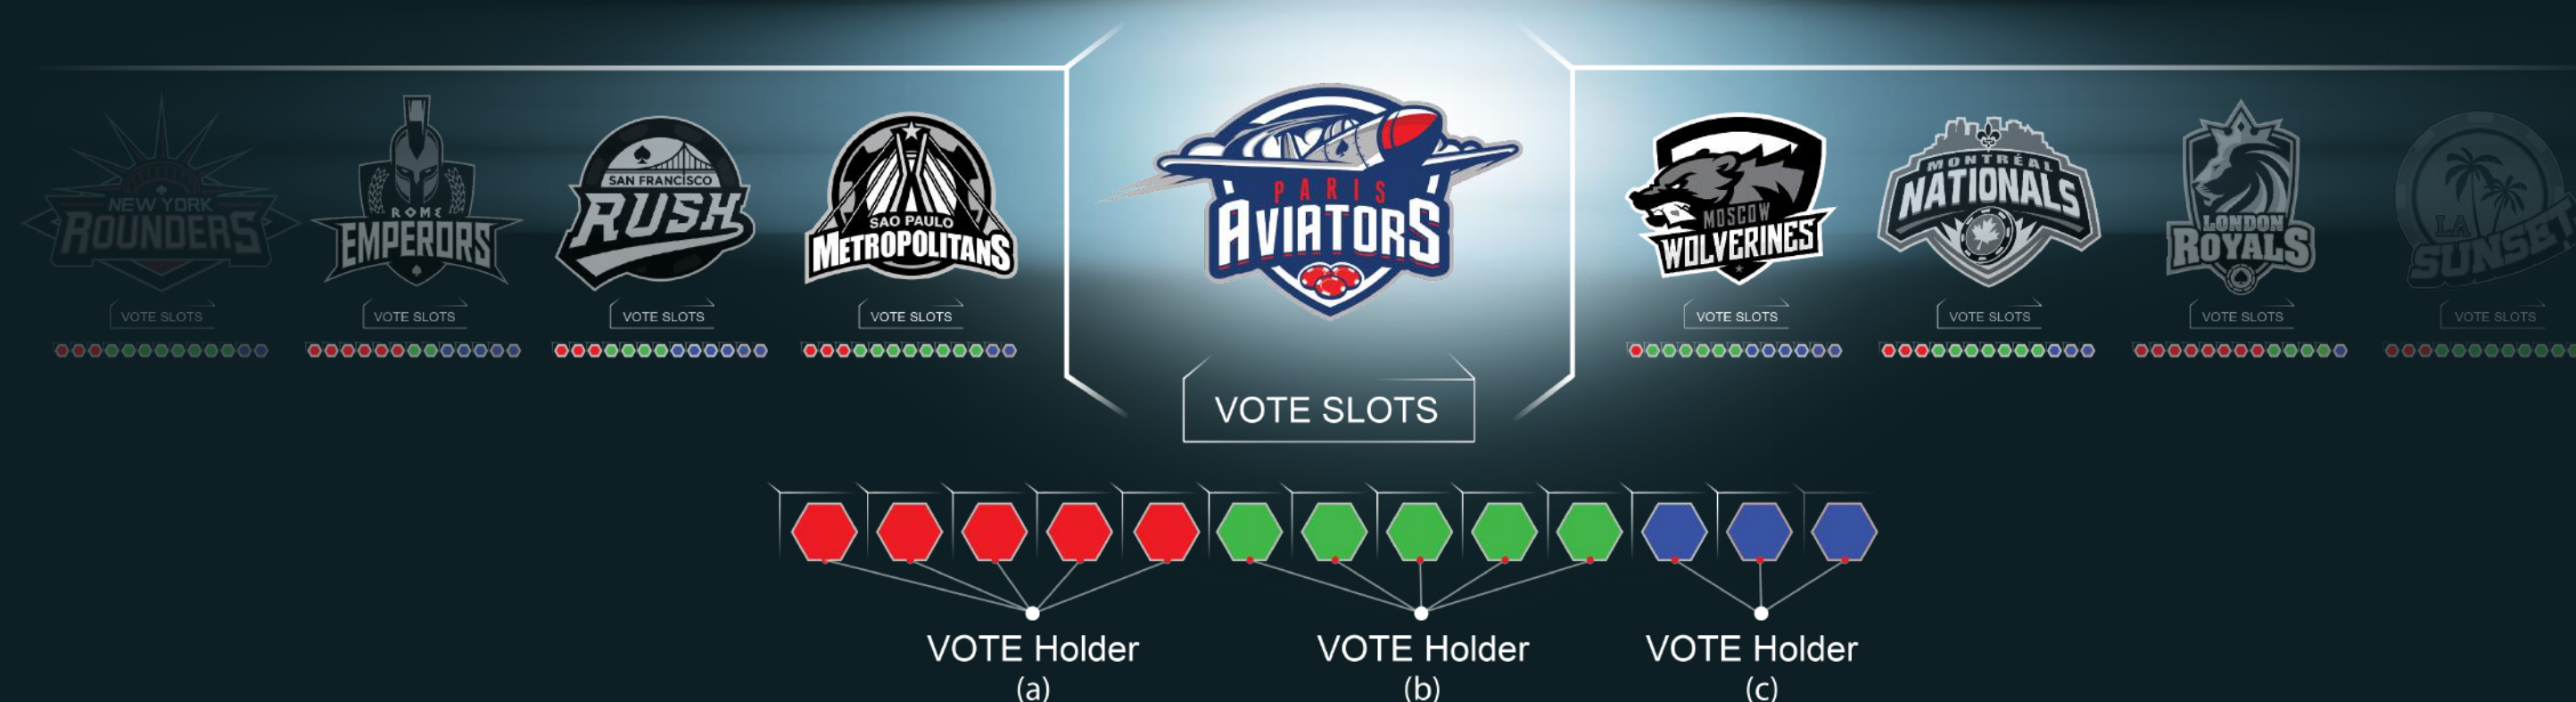 NEW YORK
ROUNDERS
VOTE SLOTS
ROME
EMPERORS
VOTE SLOTS
SAN FRANCISCO
RUSH
VOTE SLOTS
SAO PAULO
METROPOLITANS
VOTE SLOTS
PARIS
AVIATORS
VOTE SLOTS
MOSCOW
WOLVERINES
VOTE SLOTS
MONTRÉAL
NATIONALS
VOTE SLOTS
LONDON
ROYALS
VOTE SLOTS
LA
SUNSET
VOTE SLOTS
VOTE Holder
(a)
VOTE Holder
(b)
VOTE Holder
(c)